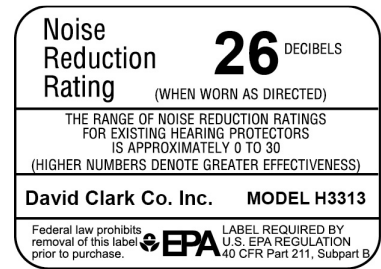 Noise
Reduction
Rating
26 DECIBELS
(WHEN WORN AS DIRECTED)
THE RANGE OF NOISE REDUCTION RATINGS
FOR EXISTING HEARING PROTECTORS
IS APPROXIMATELY 0 TO 30
(HIGHER NUMBERS DENOTE GREATER EFFECTIVENESS)
David Clark Co. Inc. MODEL H3313
Federal law prohibits
removal of this label
prior to purchase.
EPA
LABEL REQUIRED BY
U.S. EPA REGULATION
40 CFR Part 211, Subpart B